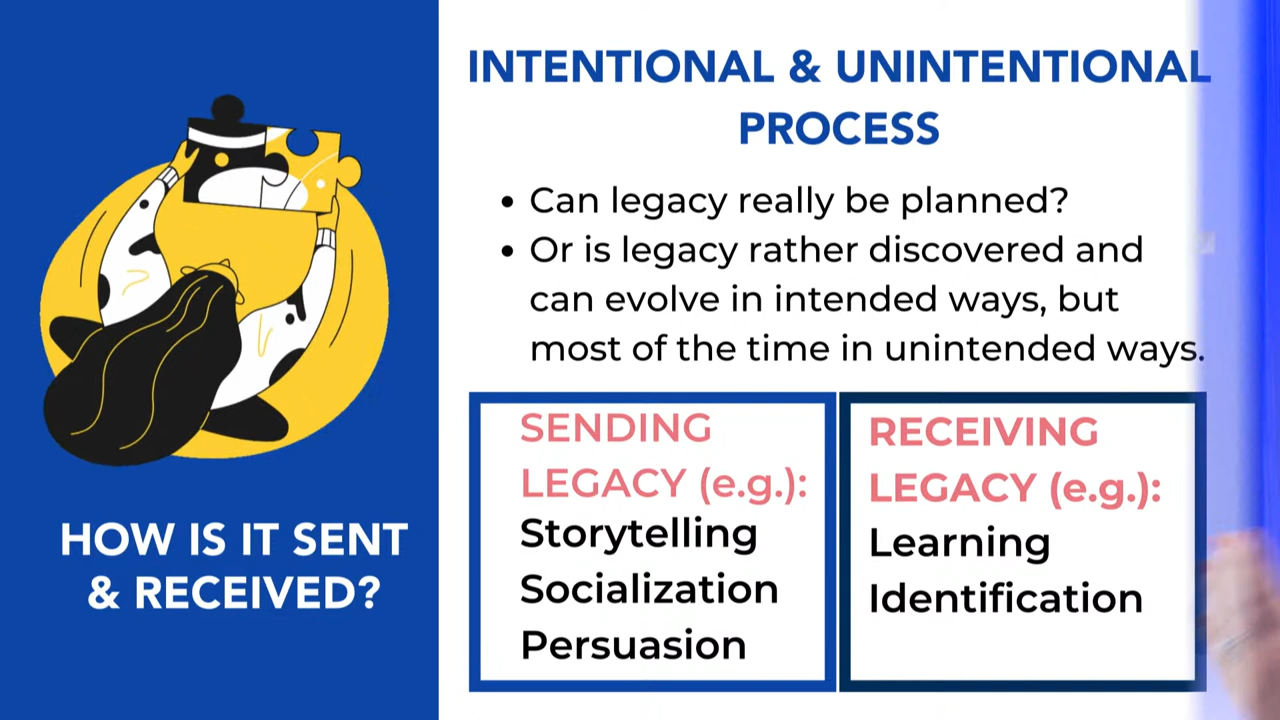 INTENTIONAL & UNINTENTIONAL
PROCESS
• Can legacy really be planned?
• Or is legacy rather discovered and
can evolve in intended ways, but
most of the time in unintended ways.
SENDING
LEGACY (e.g.):
Storytelling
Socialization
Persuasion
RECEIVING
LEGACY (e.g.):
Learning
Identification
HOW IS IT SENT
& RECEIVED?